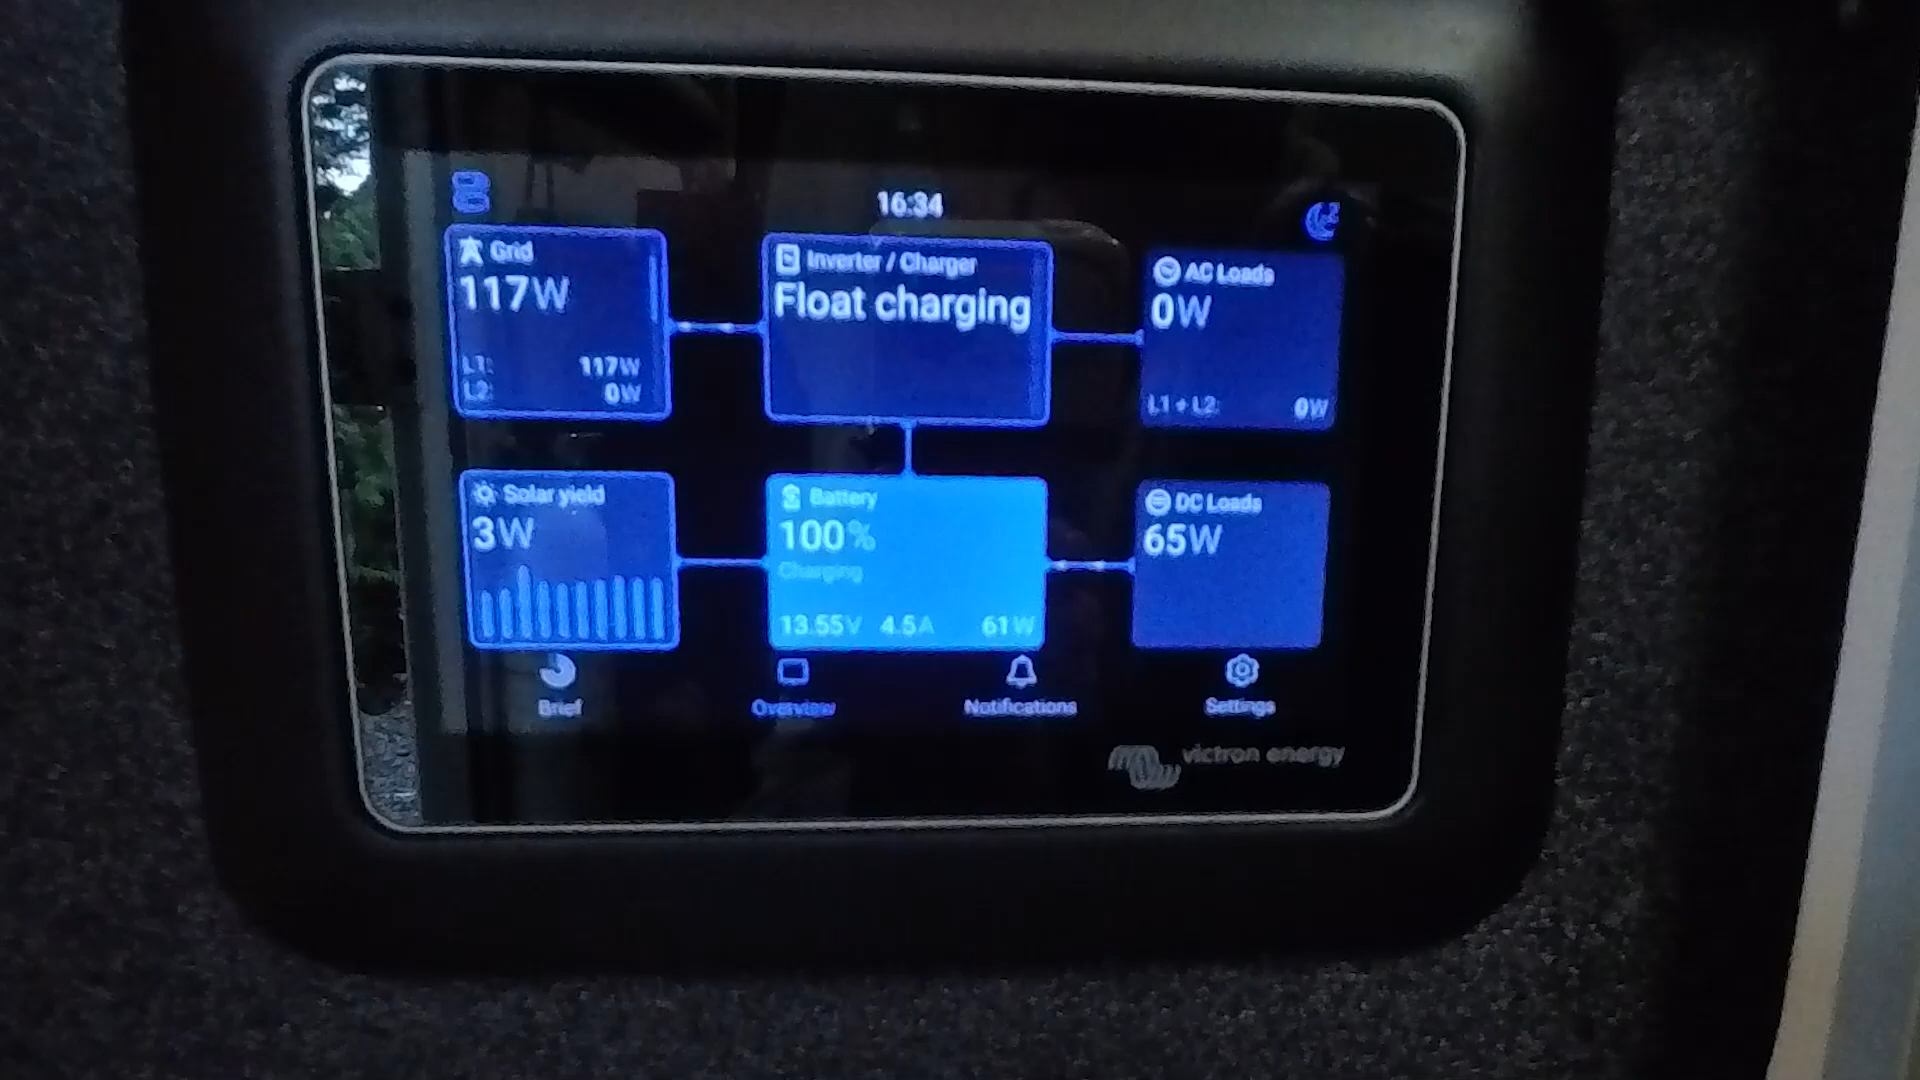 16:34
Grid
117W
L1: 117W
L2: 0W
Inverter / Charger
Float charging
AC Loads
0W
L1 + L2: 0W
Solar yield
3W
Battery
100%
Charging
13.55V 4.5A 61W
DC Loads
65W
Brief
Overview
Notifications
Settings
victron energy